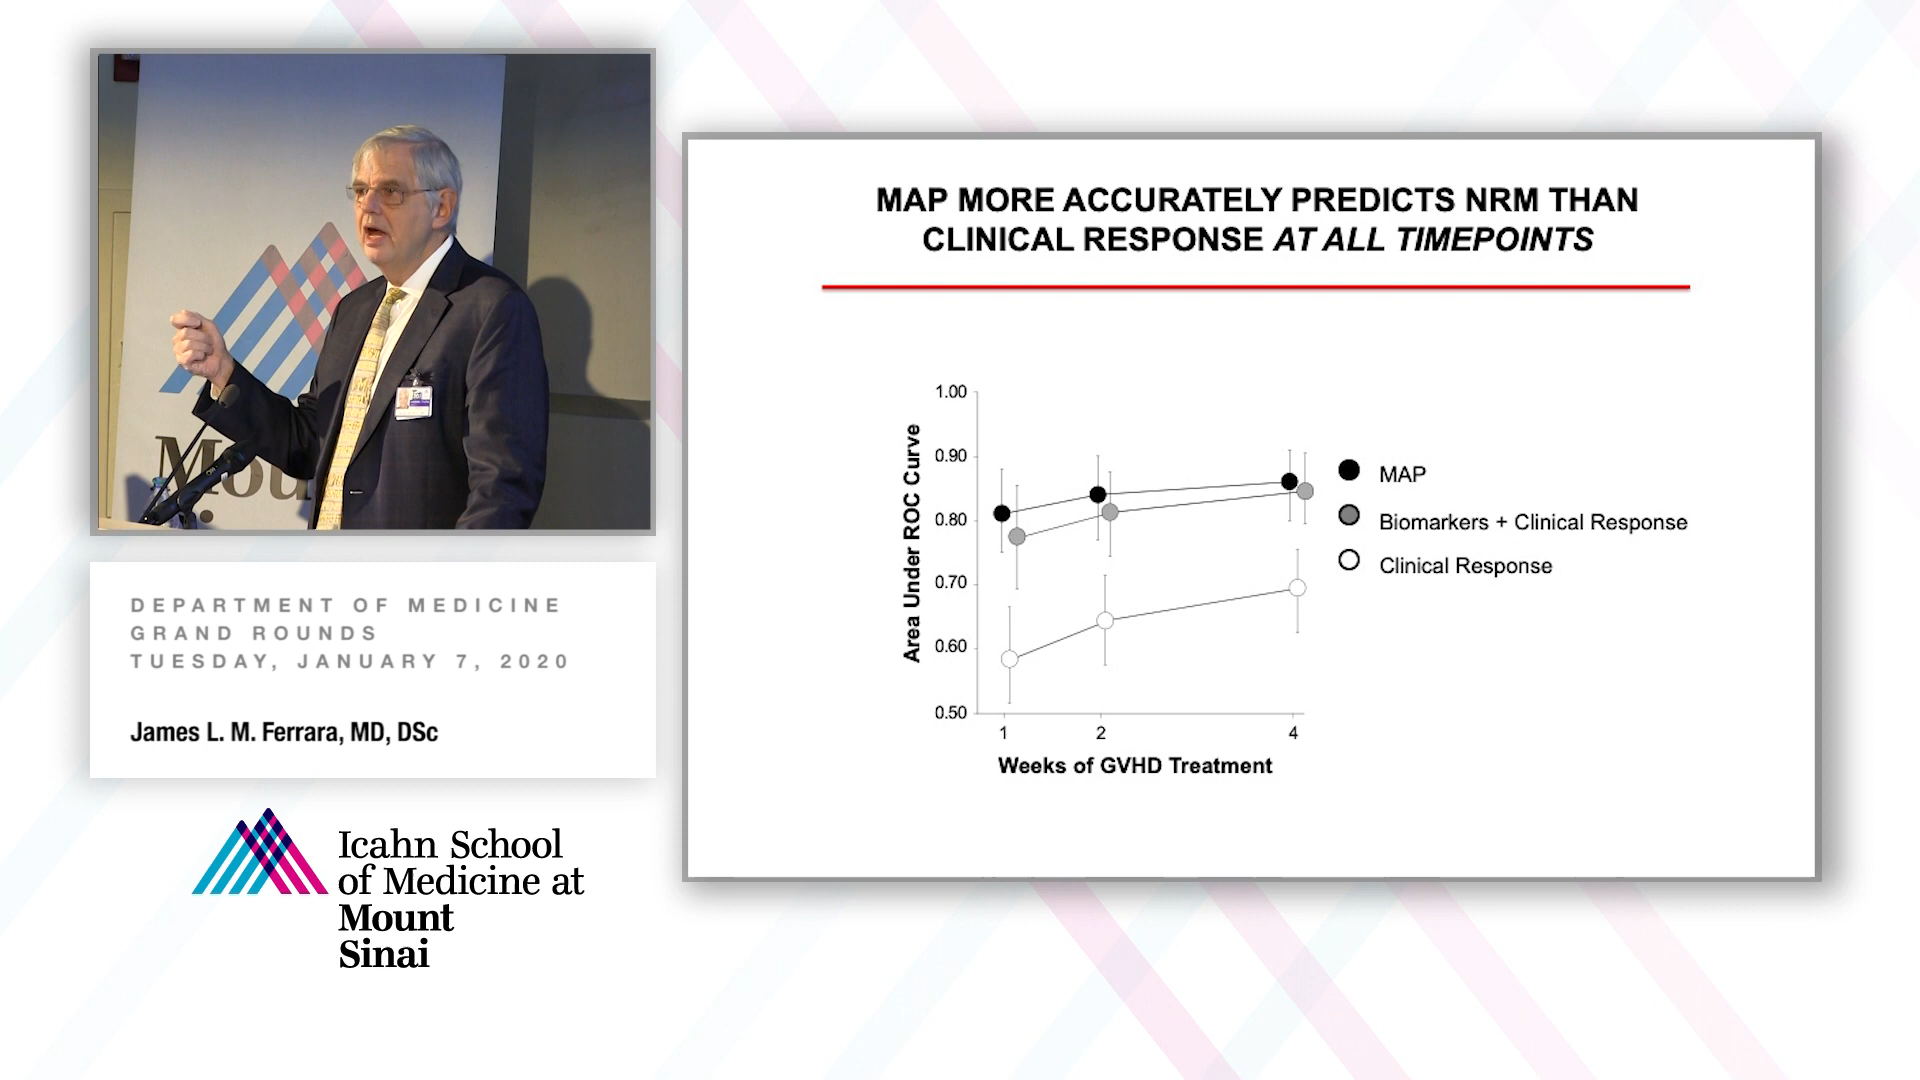 Mou
DEPARTMENT OF MEDICINE
GRAND ROUNDS
TUESDAY, JANUARY 7, 2020
James L. M. Ferrara, MD, DSc
Icahn School
of Medicine at
Mount
Sinai
MAP MORE ACCURATELY PREDICTS NRM THAN
CLINICAL RESPONSE AT ALL TIMEPOINTS
Area Under ROC Curve
1.00
0.90
0.80
0.70
0.60
0.50
1 2 4
Weeks of GVHD Treatment
MAP
Biomarkers + Clinical Response
Clinical Response